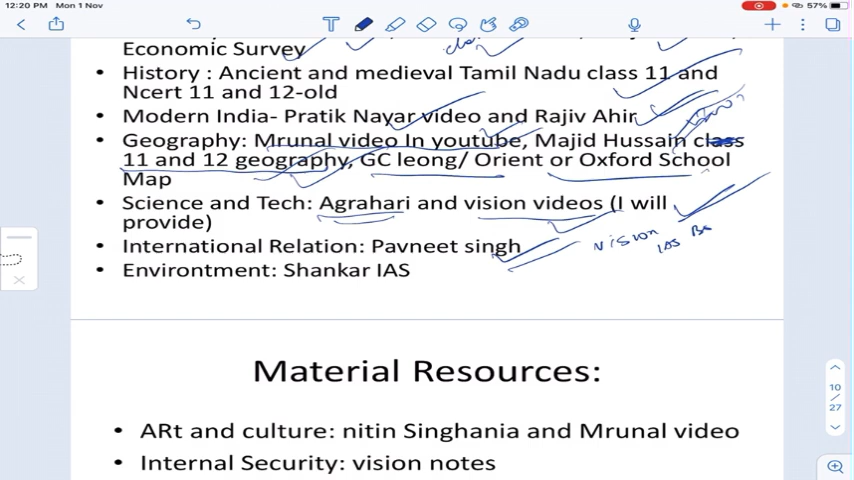 12:20 PM Mon 1 Nov
57%
Economic Survey
• History : Ancient and medieval Tamil Nadu class 11 and
Ncert 11 and 12-old
• Modern India- Pratik Nayar video and Rajiv Ahir
• Geography: Mrunal video In youtube, Majid Hussain class
11 and 12 geography, GC leong/ Orient or Oxford School
Map
• Science and Tech: Agrahari and vision videos (I will
provide)
vision
IAS
• International Relation: Pavneet singh
• Environtment: Shankar IAS
Material Resources:
• ARt and culture: nitin Singhania and Mrunal video
• Internal Security: vision notes
10
/
27